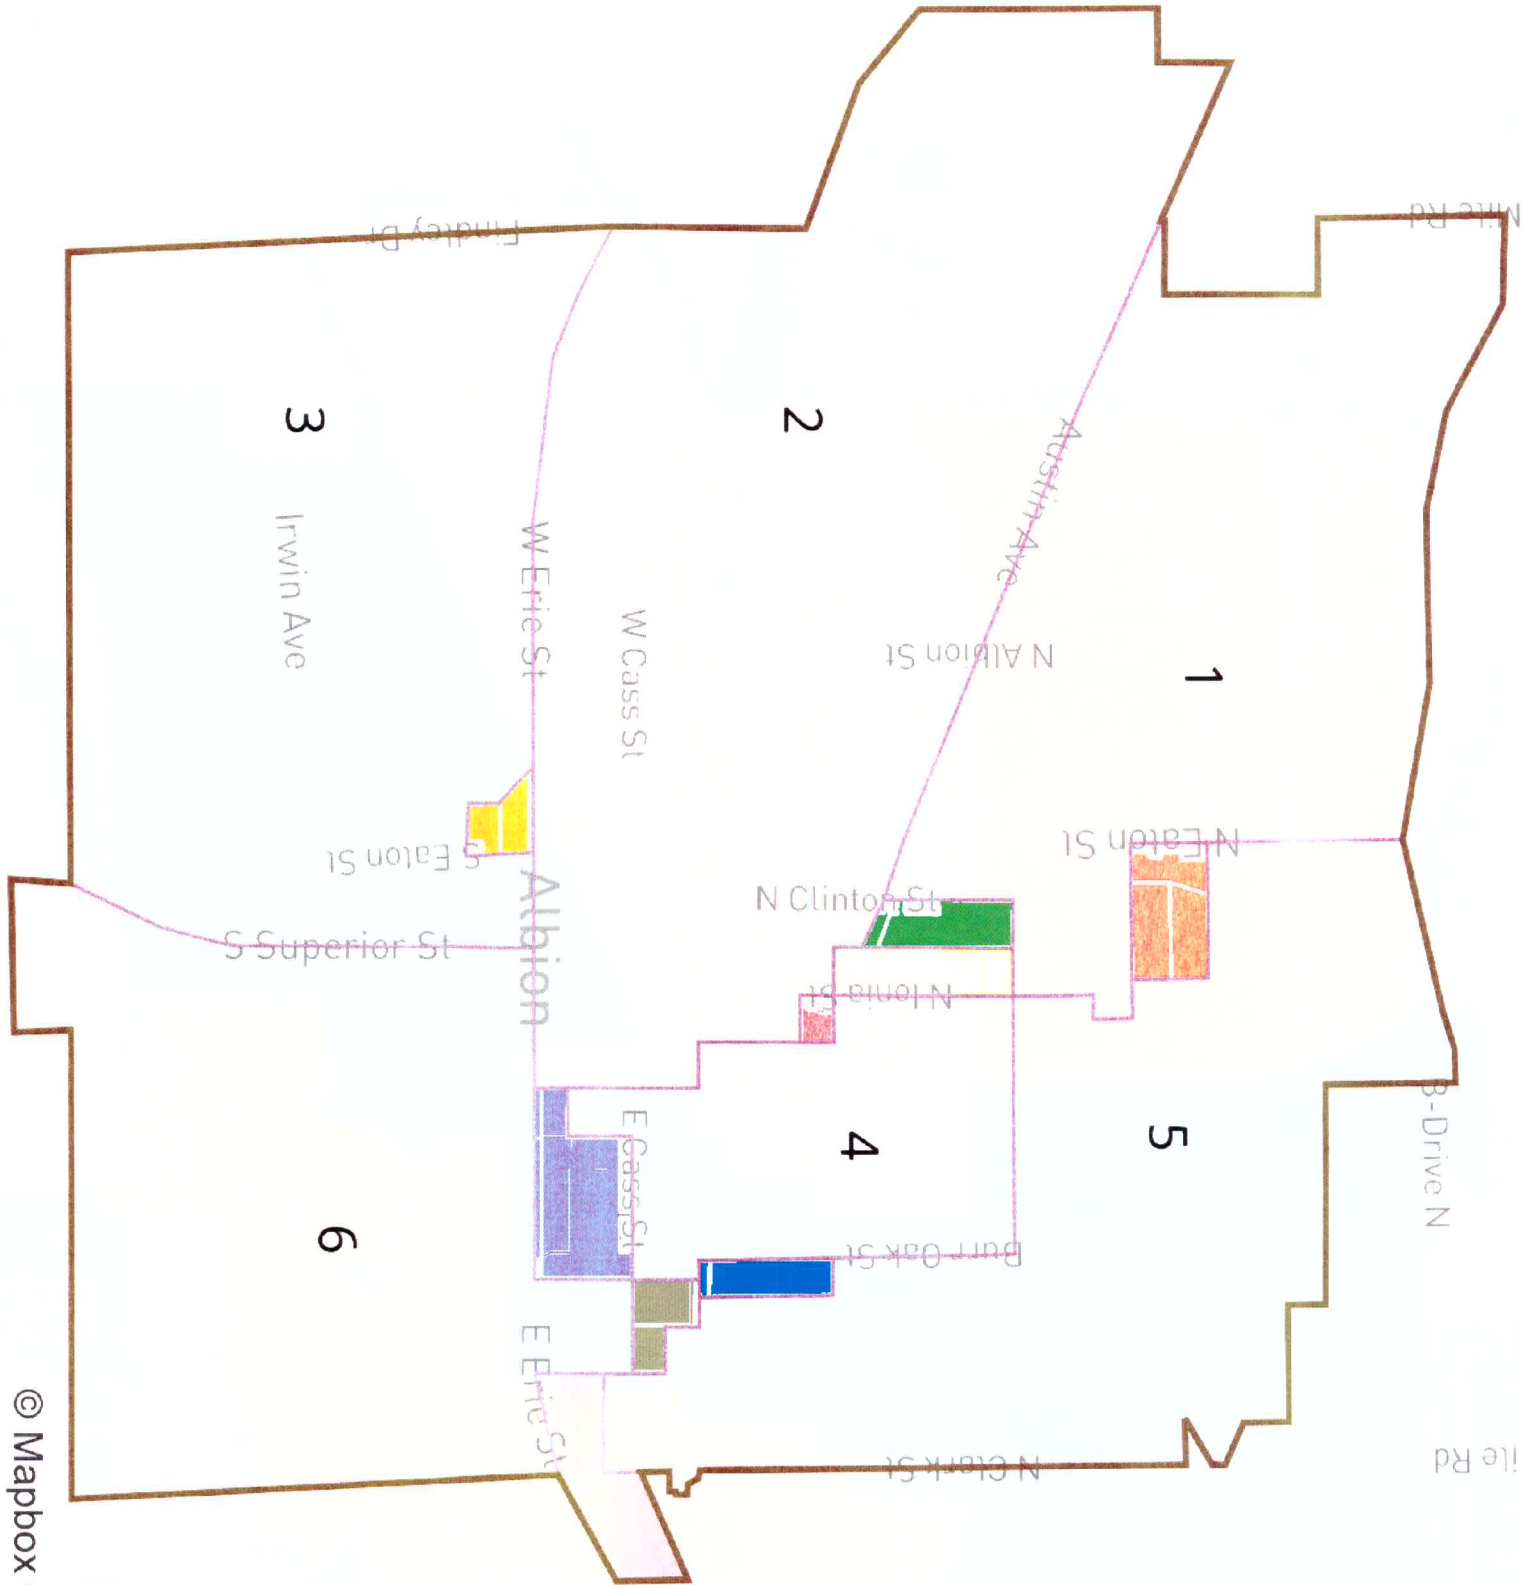 Mile Rd
Findley Dr
3
2
Austin Ave
Irwin Ave
W Erie St
W Cass St
N Albion St
1
S Eaton St
N Eaton St
Albion
N Clinton St
S Superior St
N Ionia St
B-Drive N
E Cass St
4
5
6
Burr Oak St
E Erie St
N Clark St
ile Rd
© Mapbox